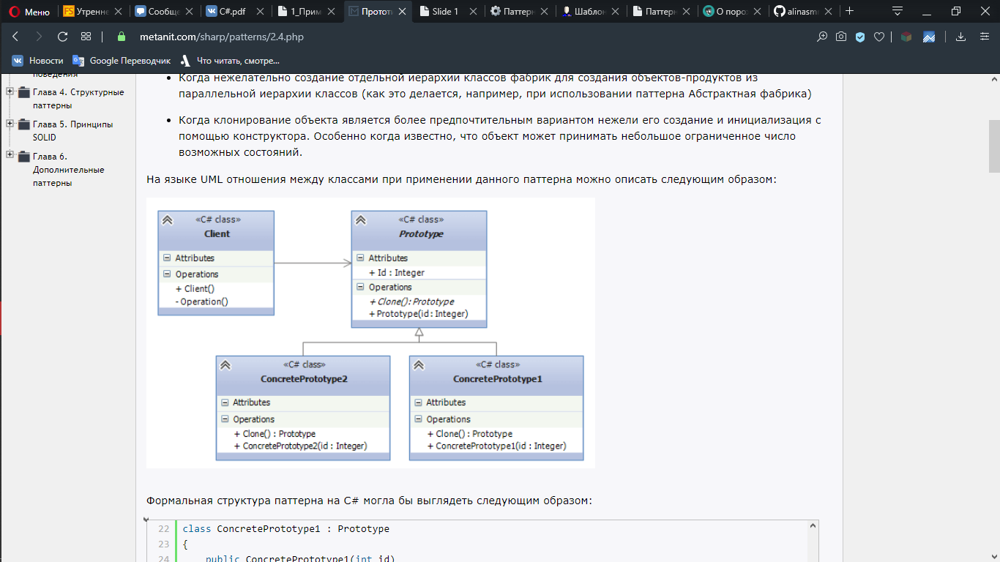 Меню
FS Утренне
Сообще
C#.pdf
1_Прим
Протот
Slide 1
Паттерн
Шаблон
Паттерн
О пороз
alinasm
metanit.com/sharp/patterns/2.4.php
Новости
Google Переводчик
Что читать, смотре...
поведения
Глава 4. Структурные
паттерны
Глава 5. Принципы
SOLID
Глава 6.
Дополнительные
паттерны
• Когда нежелательно создание отдельной иерархии классов фабрик для создания объектов-продуктов из
параллельной иерархии классов (как это делается, например, при использовании паттерна Абстрактная фабрика)
• Когда клонирование объекта является более предпочтительным вариантом нежели его создание и инициализация с
помощью конструктора. Особенно когда известно, что объект может принимать небольшое ограниченное число
возможных состояний.
На языке UML отношения между классами при применении данного паттерна можно описать следующим образом:
«C# class»
Client
Attributes
Operations
+ Client()
- Operation()
«C# class»
Prototype
Attributes
+ Id : Integer
Operations
+ Clone(): Prototype
+ Prototype(id : Integer)
«C# class»
ConcretePrototype2
Attributes
Operations
+ Clone() : Prototype
+ ConcretePrototype2(id : Integer)
«C# class»
ConcretePrototype1
Attributes
Operations
+ Clone() : Prototype
+ ConcretePrototype1(id : Integer)
Формальная структура паттерна на C# могла бы выглядеть следующим образом:
22 class ConcretePrototype1 : Prototype
23 {
24 public ConcretePrototype1(int id)